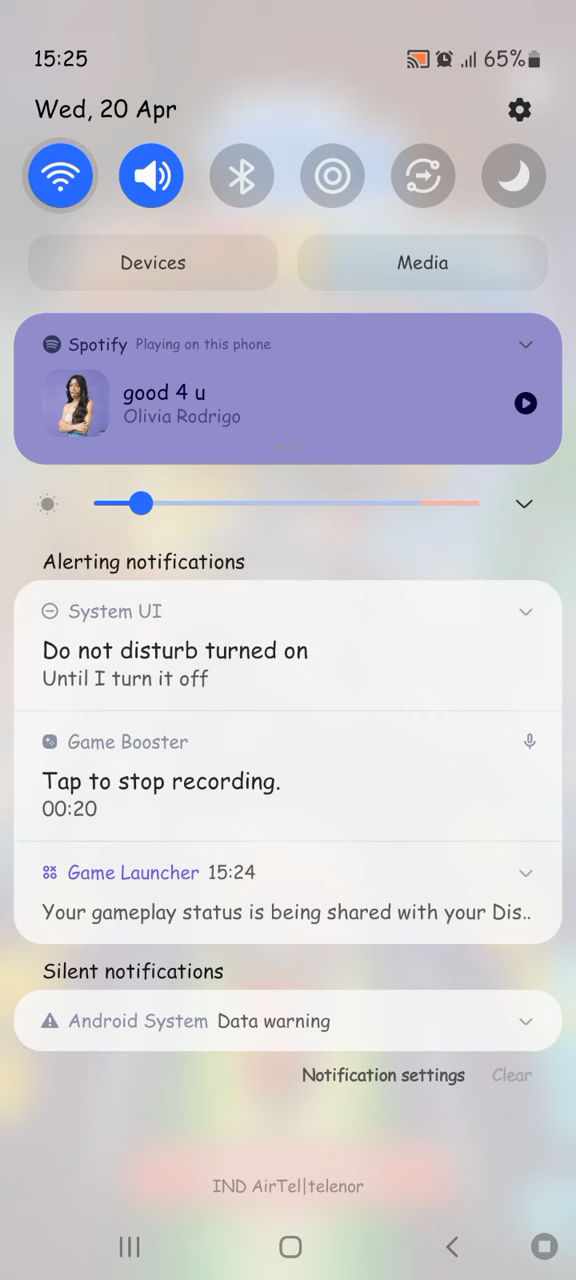 15:25
65%
Wed, 20 Apr
Devices
Media
Spotify Playing on this phone
good 4 u
Olivia Rodrigo
Alerting notifications
System UI
Do not disturb turned on
Until I turn it off
Game Booster
Tap to stop recording.
00:20
Game Launcher 15:24
Your gameplay status is being shared with your Dis..
Silent notifications
Android System Data warning
Notification settings
Clear
IND AirTel|telenor